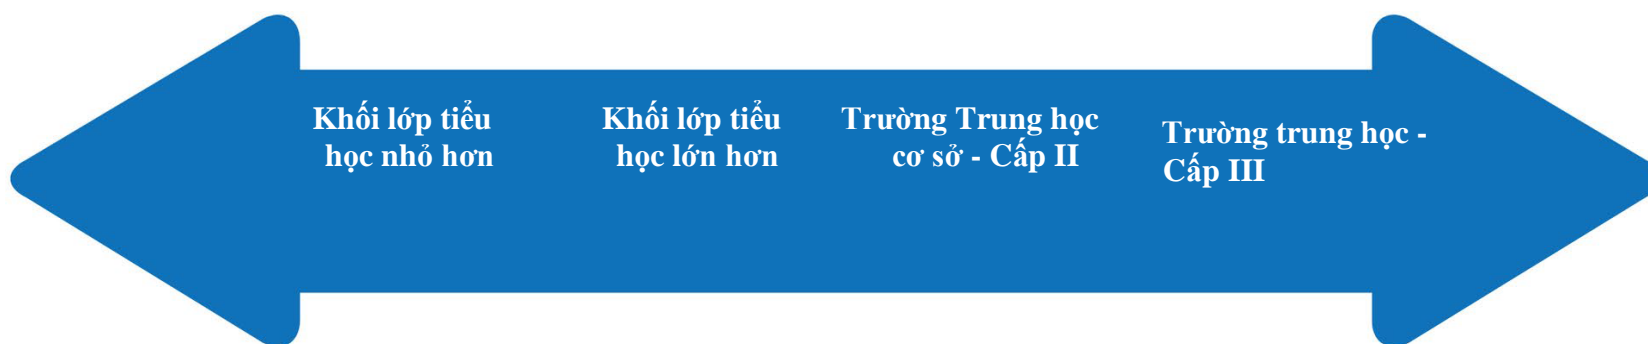 Khối lớp tiểu
học nhỏ hơn
Khối lớp tiểu
học lớn hơn
Trường Trung học
cơ sở - Cấp II
Trường trung học -
Cấp III